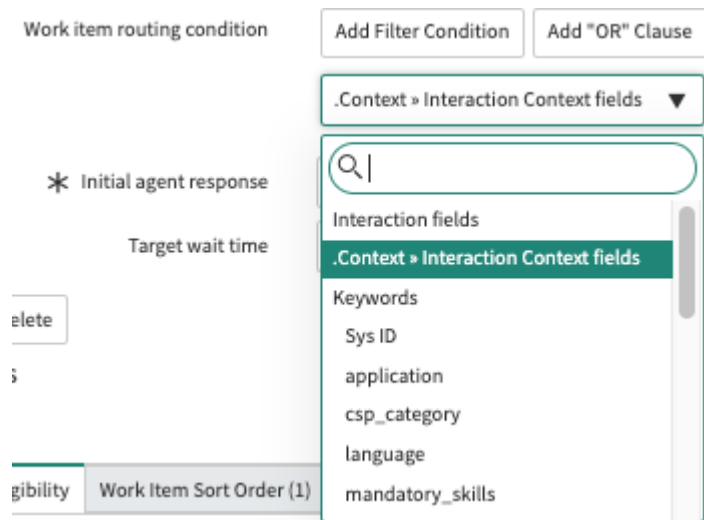 Work item routing condition
Add Filter Condition
Add "OR" Clause
.Context » Interaction Context fields ▼
* Initial agent response
Interaction fields
.Context » Interaction Context fields
Target wait time
Keywords
Sys ID
elete
application
s
csp_category
language
gibility
Work Item Sort Order (1)
mandatory_skills